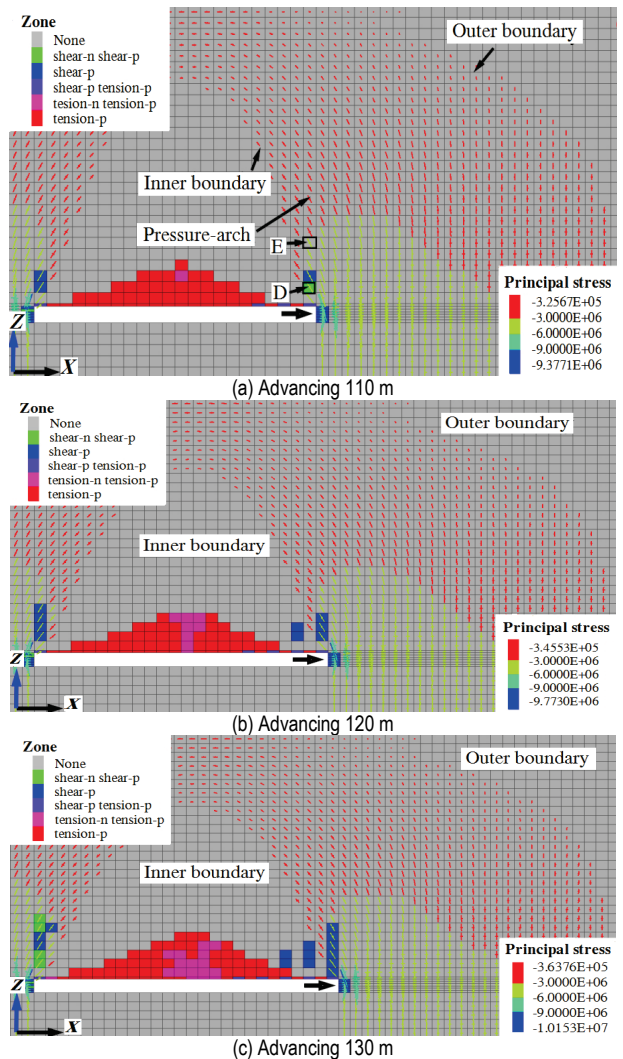 Zone
None
shear-n shear-p
shear-p
shear-p tension-p
tesion-n tension-p
tension-p
Outer boundary
Inner boundary
Pressure-arch
E
D
Z
X
Principal stress
-3.2567E+05
-3.0000E+06
-6.0000E+06
-9.0000E+06
-9.3771E+06
(a) Advancing 110 m
Zone
None
shear-n shear-p
shear-p
shear-p tension-p
tension-n tension-p
tension-p
Outer boundary
Inner boundary
Z
X
Principal stress
-3.4553E+05
-3.0000E+06
-6.0000E+06
-9.0000E+06
-9.7730E+06
(b) Advancing 120 m
Zone
None
shear-n shear-p
shear-p
shear-p tension-p
tension-n tension-p
tension-p
Outer boundary
Inner boundary
Z
X
Principal stress
-3.6376E+05
-3.0000E+06
-6.0000E+06
-9.0000E+06
-1.0153E+07
(c) Advancing 130 m